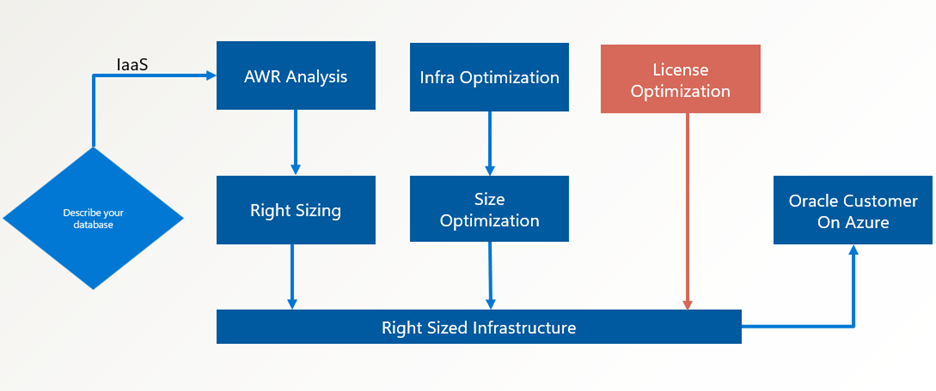 IaaS
AWR Analysis
Infra Optimization
License
Optimization
Describe your
database
Right Sizing
Size
Optimization
Oracle Customer
On Azure
Right Sized Infrastructure